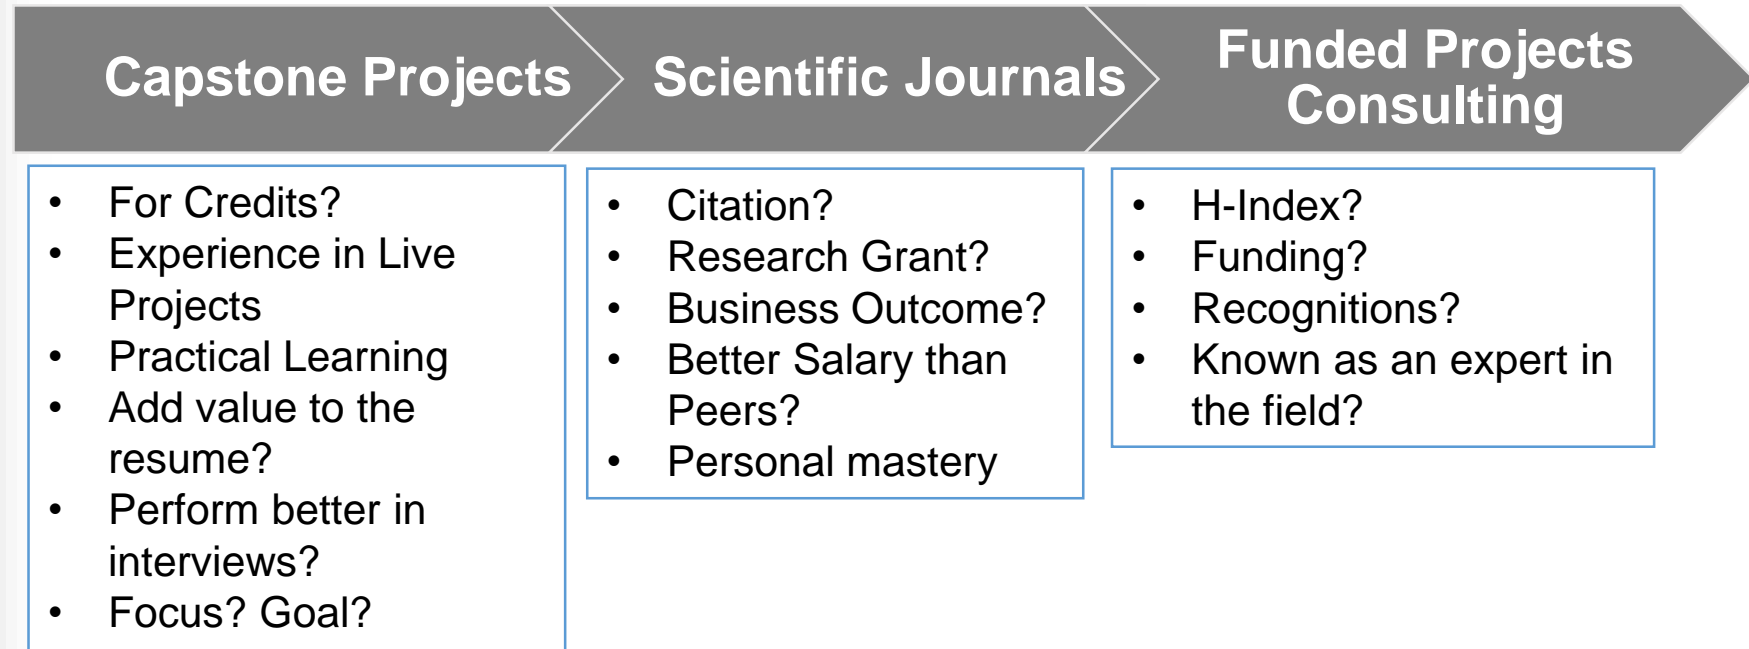 Capstone Projects
Scientific Journals
Funded Projects
Consulting
• For Credits?
• Experience in Live
Projects
• Practical Learning
• Add value to the
resume?
• Perform better in
interviews?
• Focus? Goal?
• Citation?
• Research Grant?
• Business Outcome?
• Better Salary than
Peers?
• Personal mastery
• H-Index?
• Funding?
• Recognitions?
• Known as an expert in
the field?